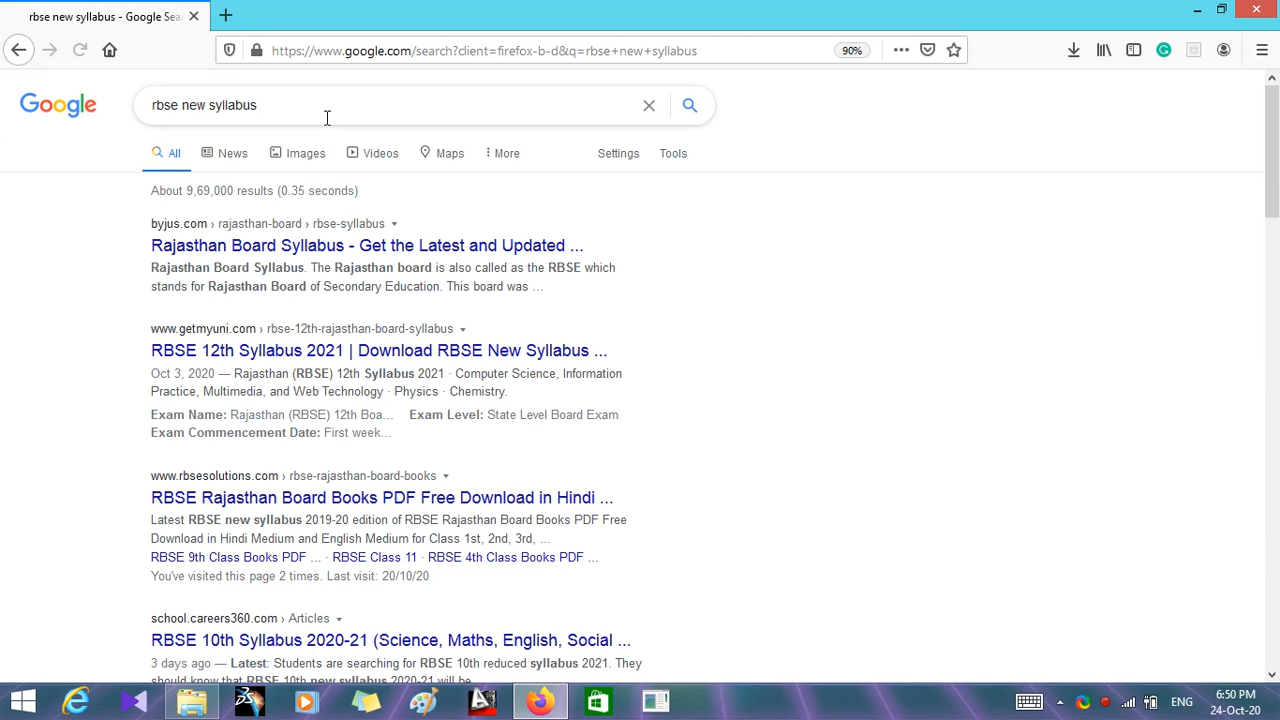 rbse new syllabus - Google Sea
https://www.google.com/search?client=firefox-b-d&q=rbse+new+syllabus
90%
Google
rbse new syllabus
All
News
Images
Videos
Maps
More
Settings
Tools
About 9,69,000 results (0.35 seconds)
byjus.com › rajasthan-board › rbse-syllabus
Rajasthan Board Syllabus - Get the Latest and Updated ...
Rajasthan Board Syllabus. The Rajasthan board is also called as the RBSE which
stands for Rajasthan Board of Secondary Education. This board was ...
www.getmyuni.com › rbse-12th-rajasthan-board-syllabus
RBSE 12th Syllabus 2021 | Download RBSE New Syllabus ...
Oct 3, 2020 — Rajasthan (RBSE) 12th Syllabus 2021 · Computer Science, Information
Practice, Multimedia, and Web Technology · Physics · Chemistry.
Exam Name: Rajasthan (RBSE) 12th Boa... Exam Level: State Level Board Exam
Exam Commencement Date: First week...
www.rbsesolutions.com › rbse-rajasthan-board-books
RBSE Rajasthan Board Books PDF Free Download in Hindi ...
Latest RBSE new syllabus 2019-20 edition of RBSE Rajasthan Board Books PDF Free
Download in Hindi Medium and English Medium for Class 1st, 2nd, 3rd, ...
RBSE 9th Class Books PDF ... · RBSE Class 11 · RBSE 4th Class Books PDF ...
You've visited this page 2 times. Last visit: 20/10/20
school.careers360.com › Articles
RBSE 10th Syllabus 2020-21 (Science, Maths, English, Social ...
3 days ago — Latest: Students are searching for RBSE 10th reduced syllabus 2021. They
should know that RBSE 10th new syllabus 2020-21 will be
ENG
6:50 PM
24-Oct-20